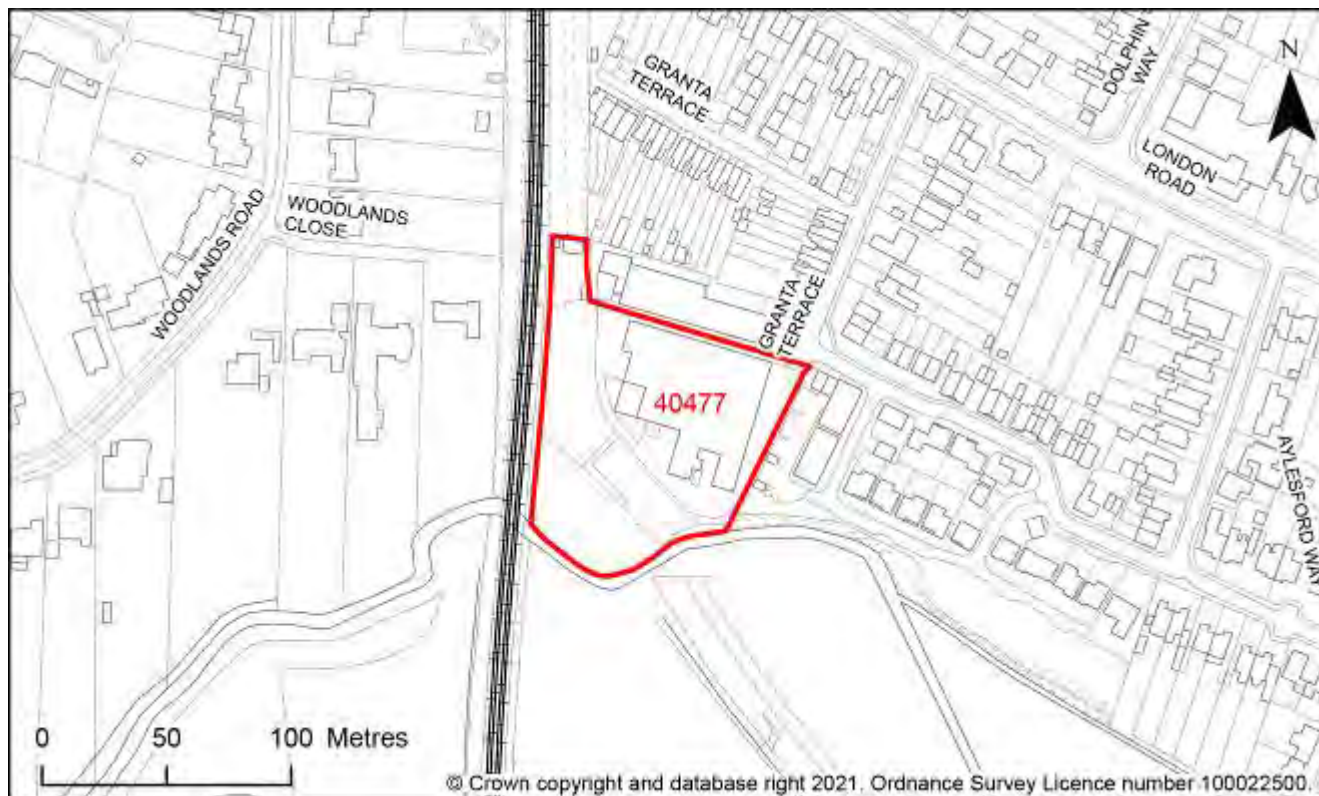 GRANTA
TERRACE
DOLPHIN
WAY
N
LONDON
ROAD
WOODLANDS
CLOSE
WOODLANDS ROAD
GRANTA
TERRACE
40477
AYLESFORD WAY
0 50 100 Metres
© Crown copyright and database right 2021. Ordnance Survey Licence number 100022500.